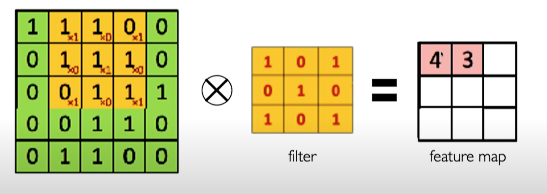 1 1×1 1×0 0×1 0
0 1×0 1×1 1×0 0
0 0×1 1×0 1×1 1
0 0 1 1 0
0 1 1 0 0
1 0 1
0 1 0
1 0 1
filter
=
4 3
feature map